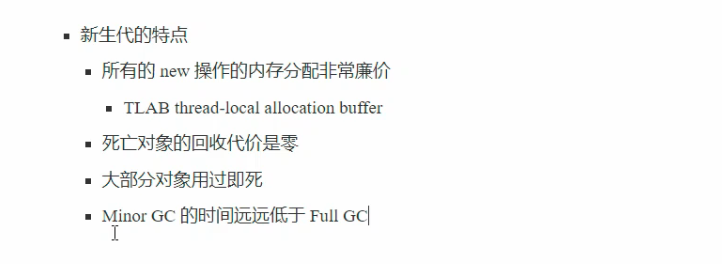 新生代的特点
所有的 new 操作的内存分配非常廉价
TLAB thread-local allocation buffer
死亡对象的回收代价是零
大部分对象用过即死
Minor GC 的时间远远低于 Full GC